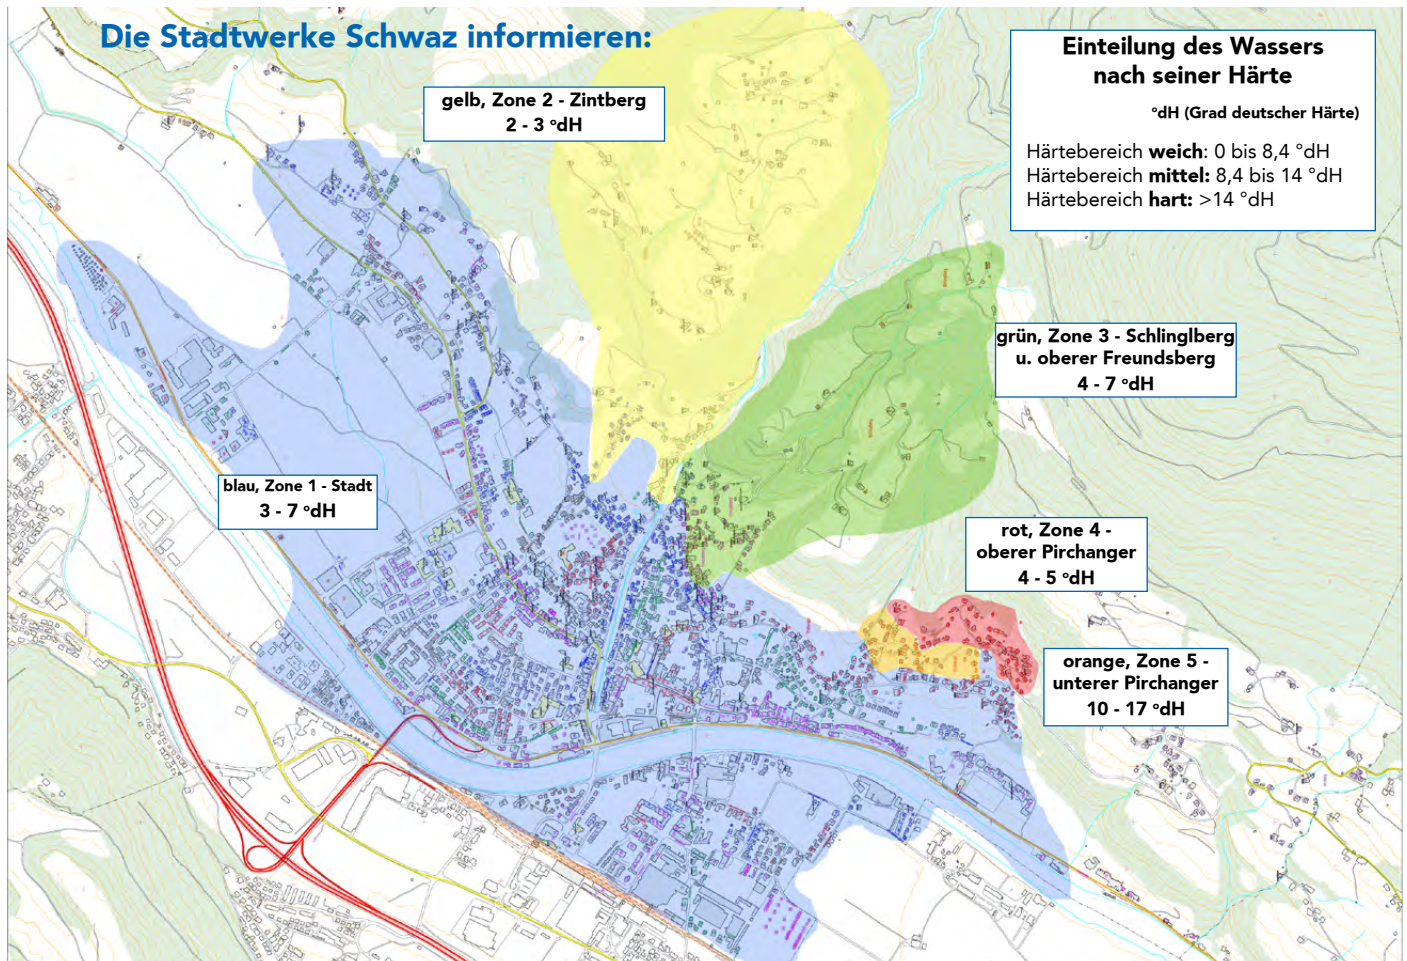 Die Stadtwerke Schwaz informieren:
Einteilung des Wassers
nach seiner Härte
°dH (Grad deutscher Härte)
Härtebereich weich: 0 bis 8,4 °dH
Härtebereich mittel: 8,4 bis 14 °dH
Härtebereich hart: >14 °dH
gelb, Zone 2 - Zintberg
2 - 3 °dH
grün, Zone 3 - Schlinglberg
u. oberer Freundsberg
4 - 7 °dH
blau, Zone 1 - Stadt
3 - 7 °dH
rot, Zone 4 -
oberer Pirchanger
4 - 5 °dH
orange, Zone 5 -
unterer Pirchanger
10 - 17 °dH